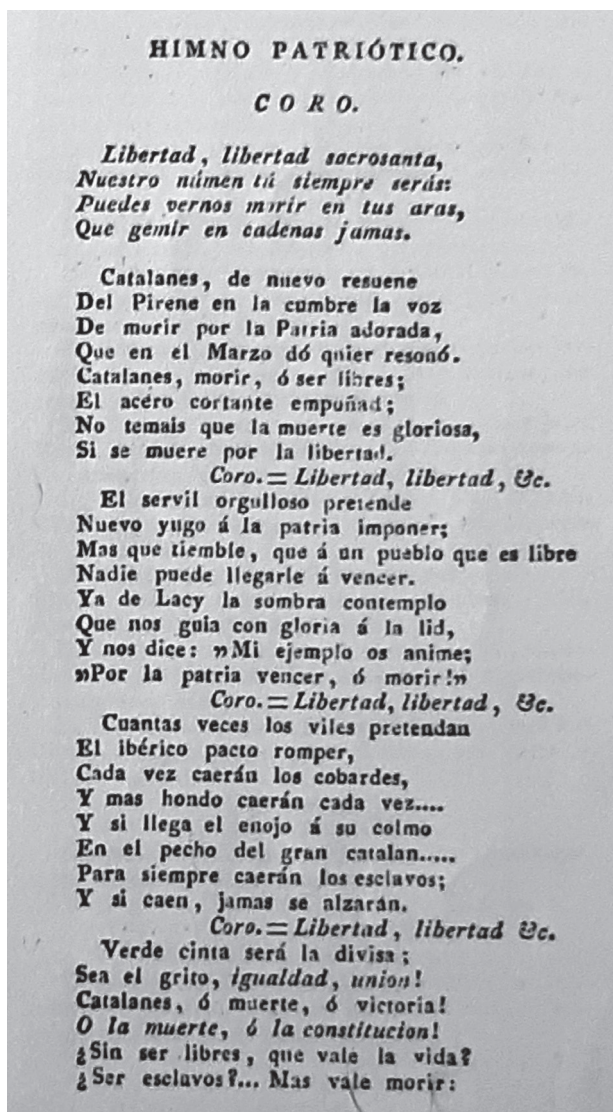 HIMNO PATRIÓTICO.
CORO.
Libertad, libertad sacrosanta,
Nuestro númen tú siempre serás:
Puedes vernos morir en tus aras,
Que gemir en cadenas jamas.
Catalanes, de nuevo resuene
Del Pirene en la cumbre la voz
De morir por la Patria adorada,
Que en el Marzo dó quier resonó.
Catalanes, morir, ó ser libres;
El acero cortante empuñad;
No temais que la muerte es gloriosa,
Si se muere por la libertad.
Coro.= Libertad, libertad, &c.
El servil orgulloso pretende
Nuevo yugo á la patria imponer;
Mas que tiemble, que á un pueblo que es libre
Nadie puede llegarle á vencer.
Ya de Lacy la sombra contemplo
Que nos guia con gloria á la lid,
Y nos dice: »Mi ejemplo os anime;
»Por la patria vencer, ó morir!»
Coro.= Libertad, libertad, &c.
Cuantas veces los viles pretendan
El ibérico pacto romper,
Cada vez caerán los cobardes,
Y mas hondo caerán cada vez....
Y si llega el enojo á su colmo
En el pecho del gran catalan.....
Para siempre caerán los esclavos;
Y si caen, jamas se alzarán.
Coro.= Libertad, libertad &c.
Verde cinta será la divisa;
Sea el grito, igualdad, union!
Catalanes, ó muerte, ó victoria!
O la muerte, ó la constitucion!
¿Sin ser libres, que vale la vida?
¿Ser esclavos?... Mas vale morir: